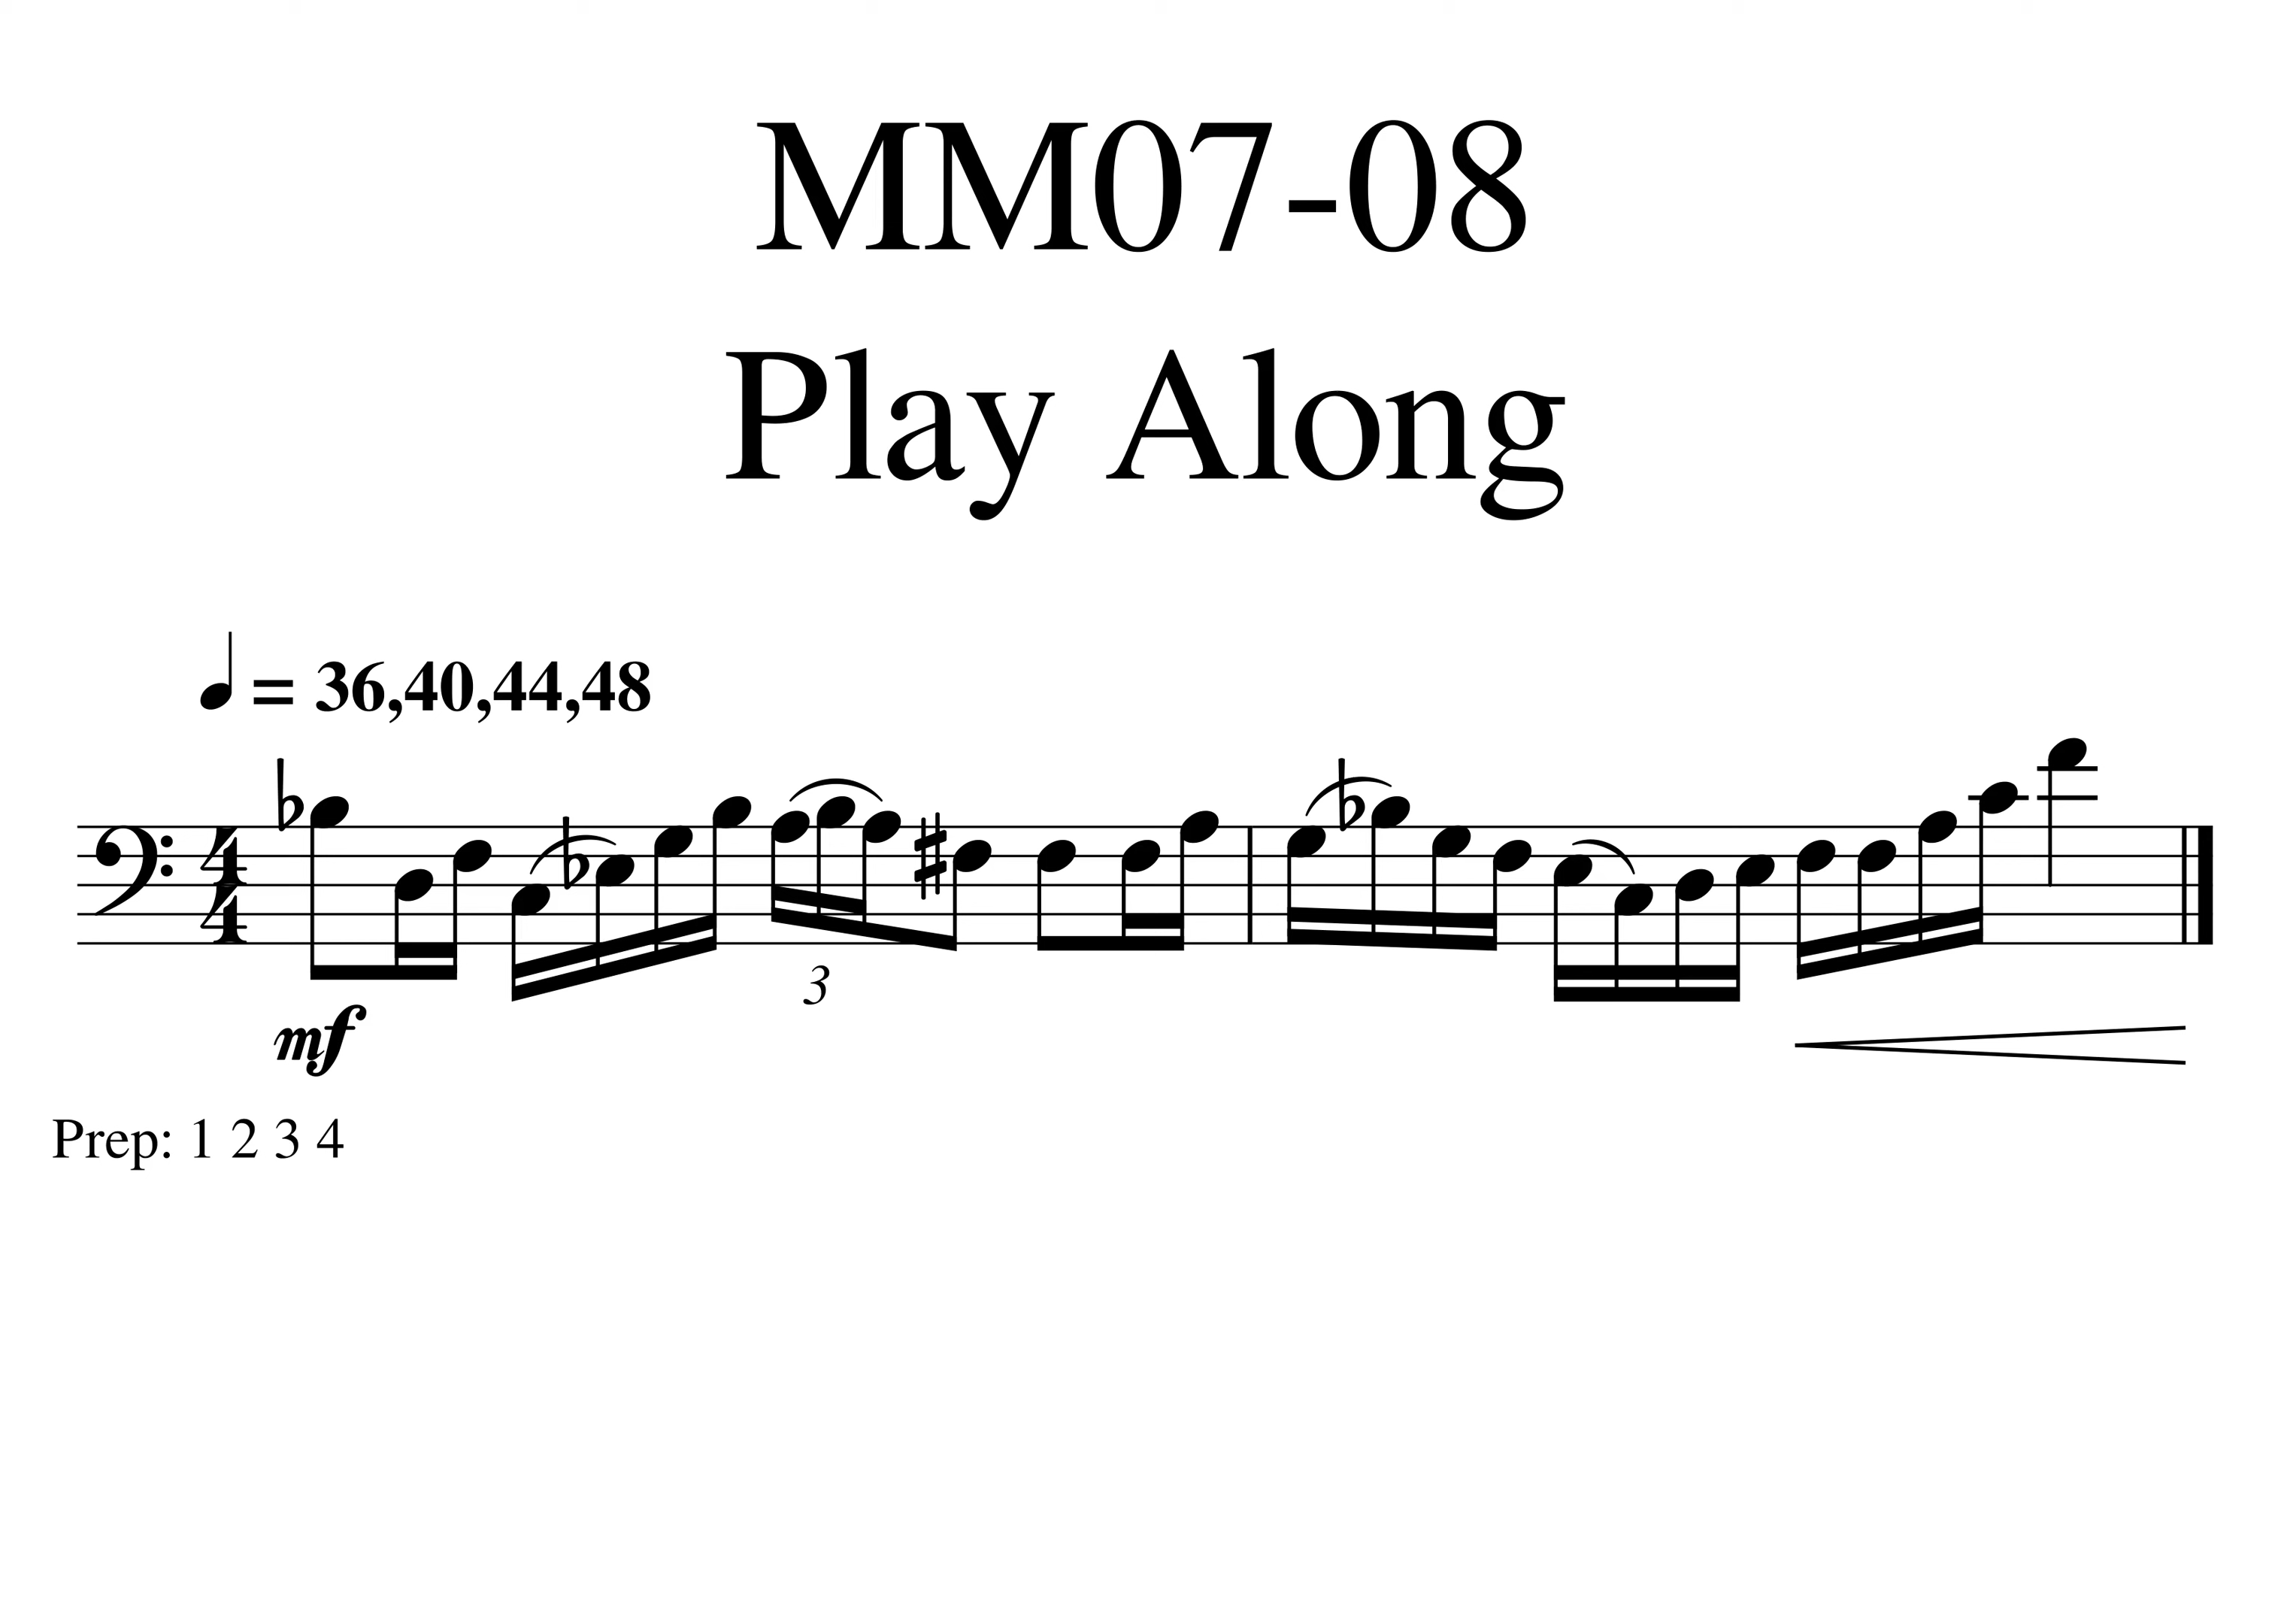 MM07-08
Play Along
♩ = 36,40,44,48
3
mf
Prep: 1 2 3 4